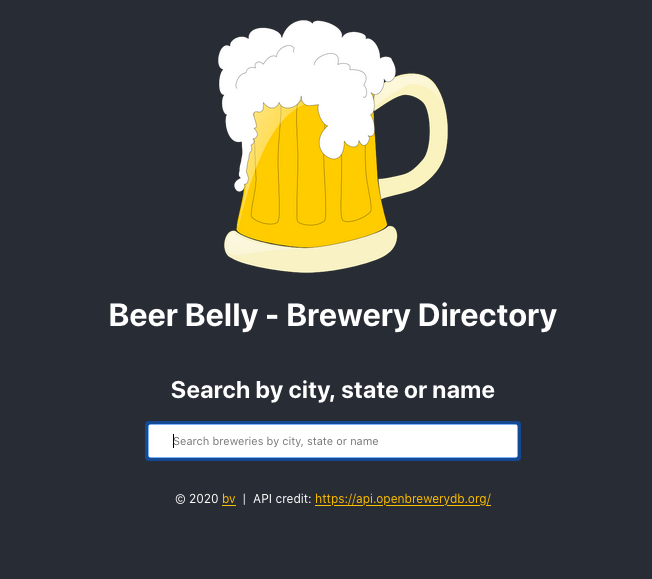 Beer Belly - Brewery Directory
Search by city, state or name
Search breweries by city, state or name
© 2020 bv | API credit: https://api.openbrewerydb.org/